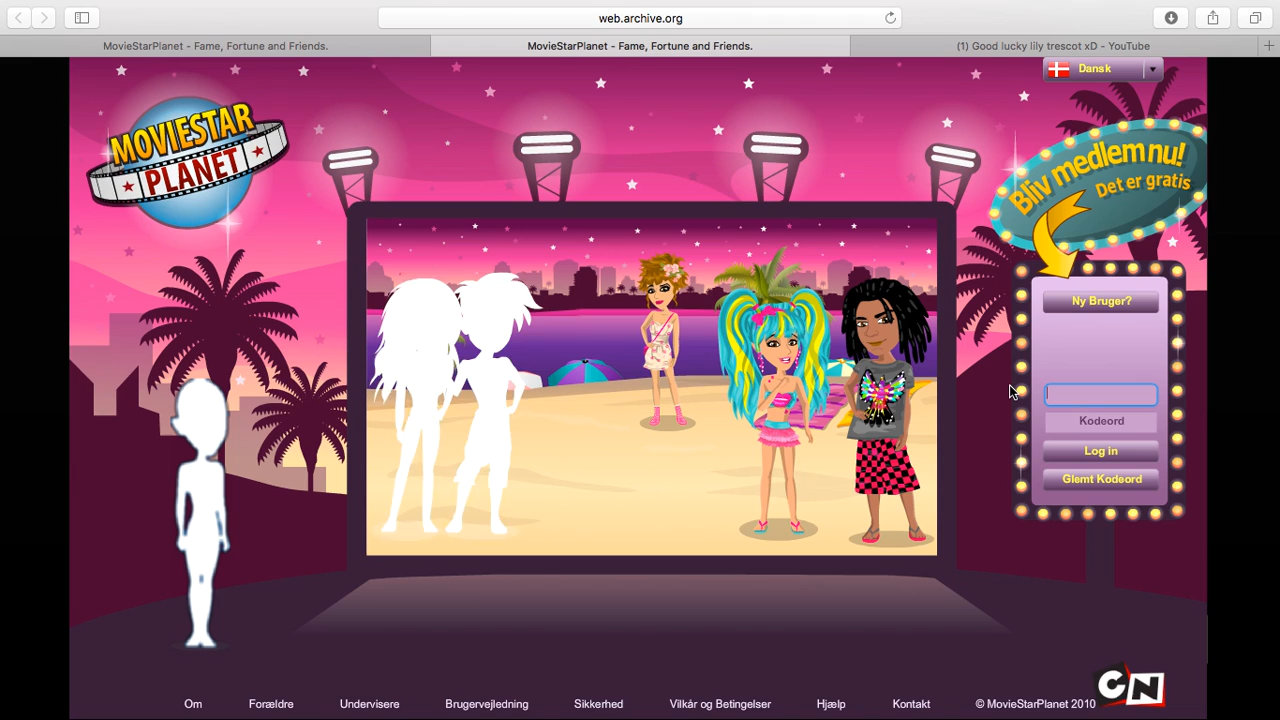 web.archive.org
MovieStarPlanet - Fame, Fortune and Friends.
MovieStarPlanet - Fame, Fortune and Friends.
(1) Good lucky lily trescot xD - YouTube
Dansk
MOVIESTAR
PLANET
Bliv medlem nu!
Det er gratis
Ny Bruger?
Kodeord
Log in
Glemt Kodeord
Om
Forældre
Undervisere
Brugervejledning
Sikkerhed
Vilkår og Betingelser
Hjælp
Kontakt
© MovieStarPlanet 2010
CN